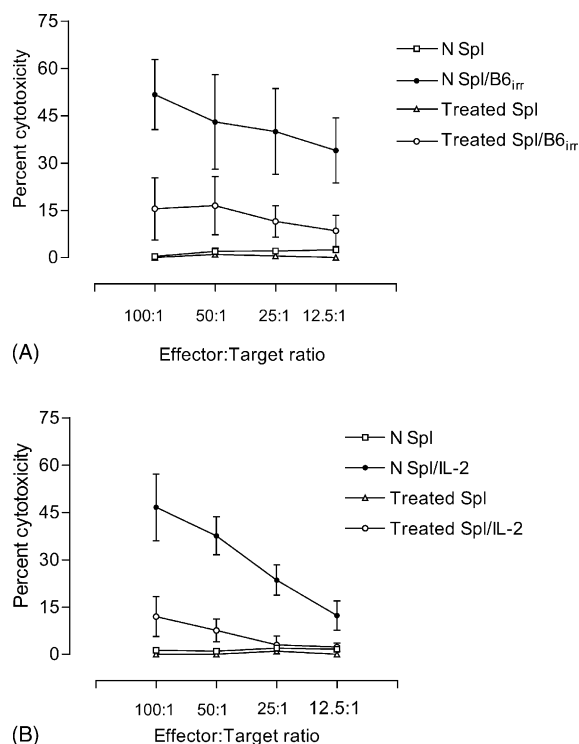 75
60
45
30
15
0
Percent cytotoxicity
N Spl
N Spl/B6irr
Treated Spl
Treated Spl/B6irr
100:1 50:1 25:1 12.5:1
(A)
Effector:Target ratio
75
60
45
30
15
0
Percent cytotoxicity
N Spl
N Spl/IL-2
Treated Spl
Treated Spl/IL-2
100:1 50:1 25:1 12.5:1
(B)
Effector:Target ratio